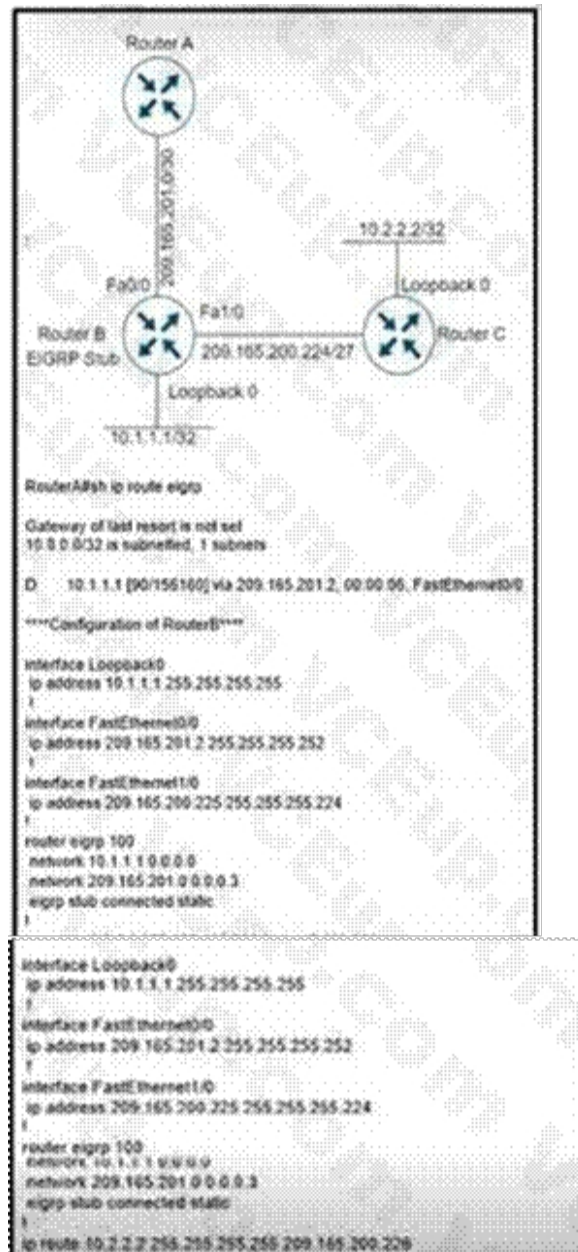 Router A
209.165.201.0/30
10.2.2.2/32
Fa0/0
Loopback 0
Fa1/0
Router B
Router C
EIGRP Stub
209.165.200.224/27
Loopback 0
10.1.1.1/32
RouterA#sh ip route eigrp
Gateway of last resort is not set
10.0.0.0/32 is subnetted, 1 subnets
D 10.1.1.1 [90/156160] via 209.165.201.2, 00:00:06, FastEthernet0/0
****Configuration of RouterB****
interface Loopback0
ip address 10.1.1.1 255.255.255.255
!
interface FastEthernet0/0
ip address 209.165.201.2 255.255.255.252
!
interface FastEthernet1/0
ip address 209.165.200.225 255.255.255.224
!
router eigrp 100
network 10.1.1.1 0.0.0.0
network 209.165.201.0 0.0.0.3
eigrp stub connected static
!
interface Loopback0
ip address 10.1.1.1 255.255.255.255
!
interface FastEthernet0/0
ip address 209.165.201.2 255.255.255.252
!
interface FastEthernet1/0
ip address 209.165.200.225 255.255.255.224
!
router eigrp 100
network 10.1.1.1 0.0.0.0
network 209.165.201.0 0.0.0.3
eigrp stub connected static
!
ip route 10.2.2.2 255.255.255.255 209.165.200.226